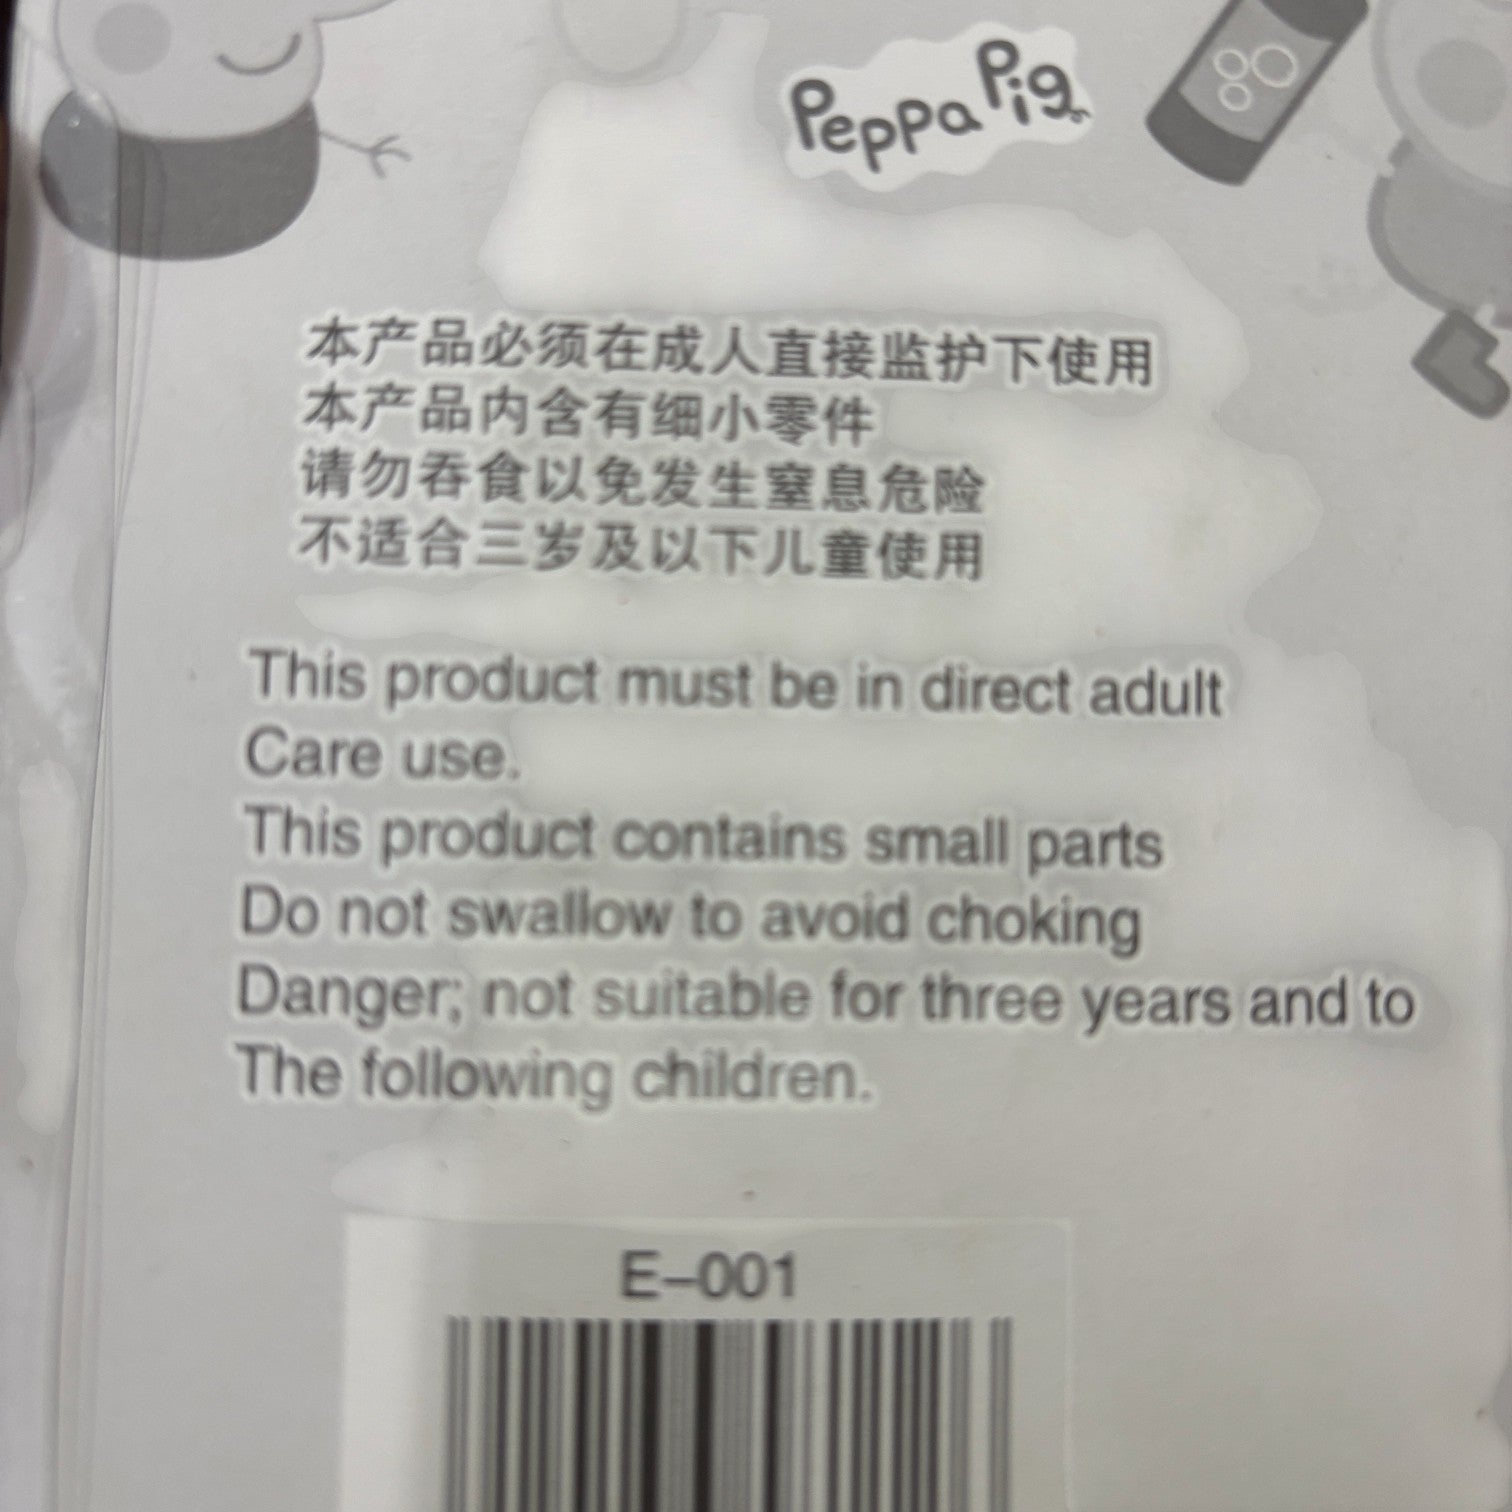 Peppa Pig
本产品必须在成人直接监护下使用
本产品内含有细小零件
请勿吞食以免发生窒息危险
不适合三岁及以下儿童使用
This product must be in direct adult
Care use.
This product contains small parts
Do not swallow to avoid choking
Danger; not suitable for three years and to
The following children.
E-001